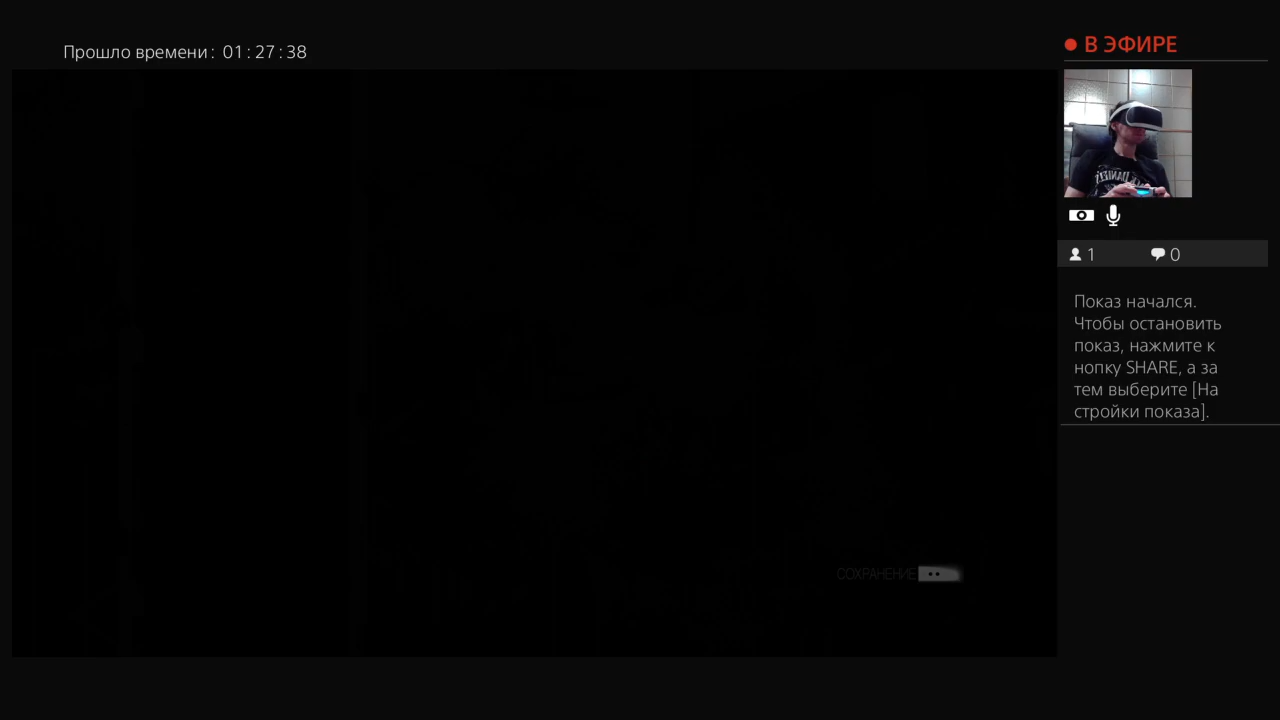 Прошло времени: 01:27:38
В ЭФИРЕ
1 0
Показ начался.
Чтобы остановить
показ, нажмите к
нопку SHARE, а за
тем выберите [На
стройки показа].
СОХРАНЕНИЕ